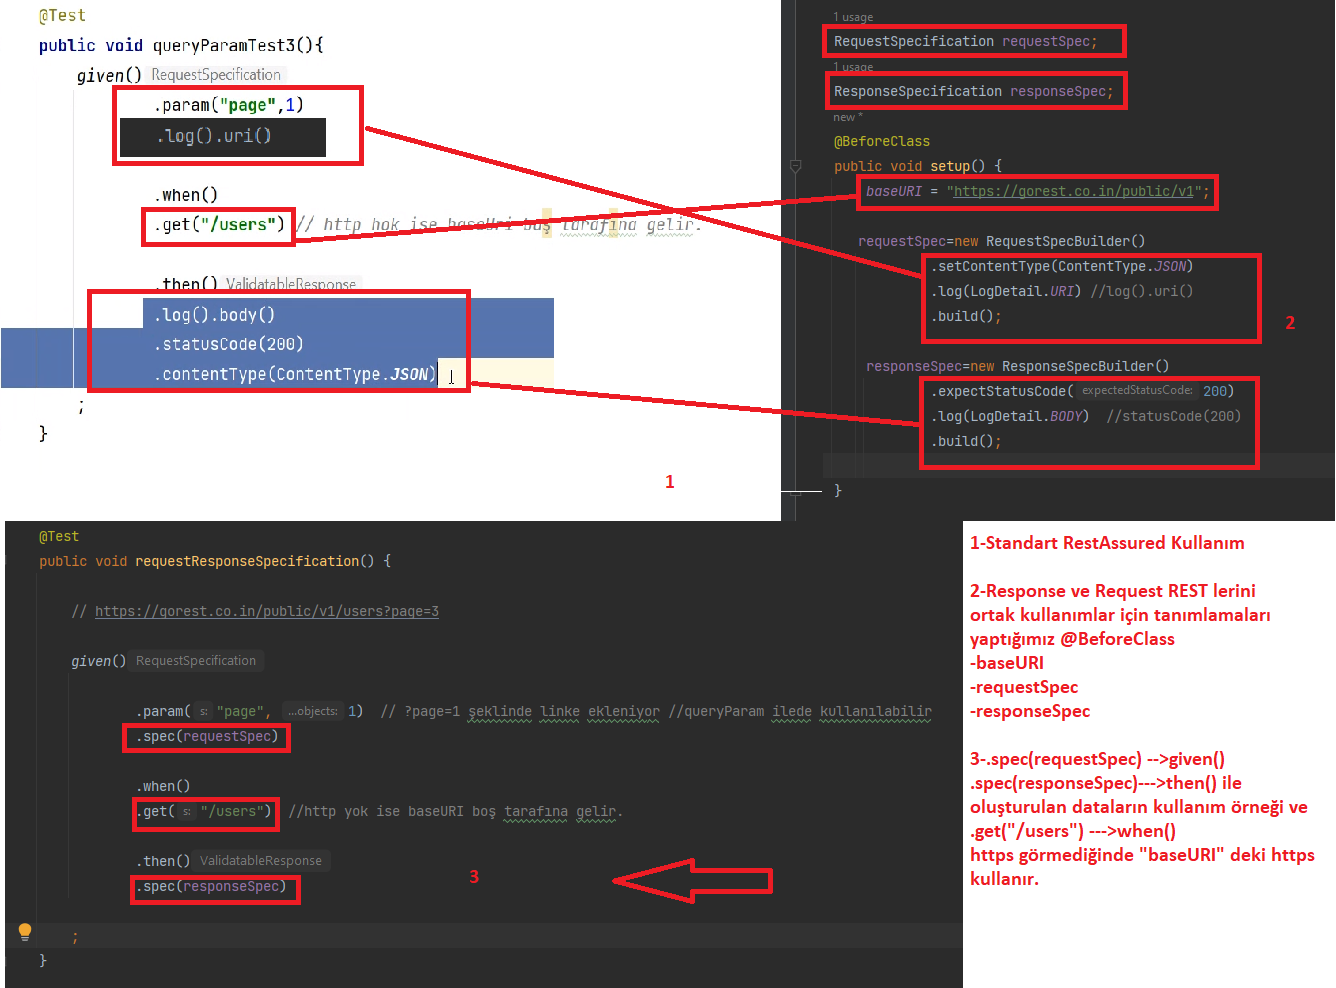 @Test
public void queryParamTest3(){
given() RequestSpecification
.param("page",1)
.log().uri()
.when()
.get("/users") // http hok ise baseUri baş tarafına gelir.
.then() ValidatableResponse
.log().body()
.statusCode(200)
.contentType(ContentType.JSON)
;
}
1
1 usage
RequestSpecification requestSpec;
1 usage
ResponseSpecification responseSpec;
new *
@BeforeClass
public void setup() {
baseURI = "https://gorest.co.in/public/v1";
requestSpec=new RequestSpecBuilder()
.setContentType(ContentType.JSON)
.log(LogDetail.URI) //log().uri()
.build();
2
responseSpec=new ResponseSpecBuilder()
.expectStatusCode( expectedStatusCode: 200)
.log(LogDetail.BODY) //statusCode(200)
.build();
}
@Test
public void requestResponseSpecification() {
// https://gorest.co.in/public/v1/users?page=3
given() RequestSpecification
.param( s: "page", ...objects: 1) // ?page=1 şeklinde linke ekleniyor //queryParam ilede kullanılabilir
.spec(requestSpec)
.when()
.get( s: "/users") //http yok ise baseURI boş tarafına gelir.
.then() ValidatableResponse
.spec(responseSpec)
3
;
}
1-Standart RestAssured Kullanım
2-Response ve Request REST lerini
ortak kullanımlar için tanımlamaları
yaptığımız @BeforeClass
-baseURI
-requestSpec
-responseSpec
3-.spec(requestSpec) -->given()
.spec(responseSpec)--->then() ile
oluşturulan dataların kullanım örneği ve
.get("/users") --->when()
https görmediğinde "baseURI" deki https
kullanır.